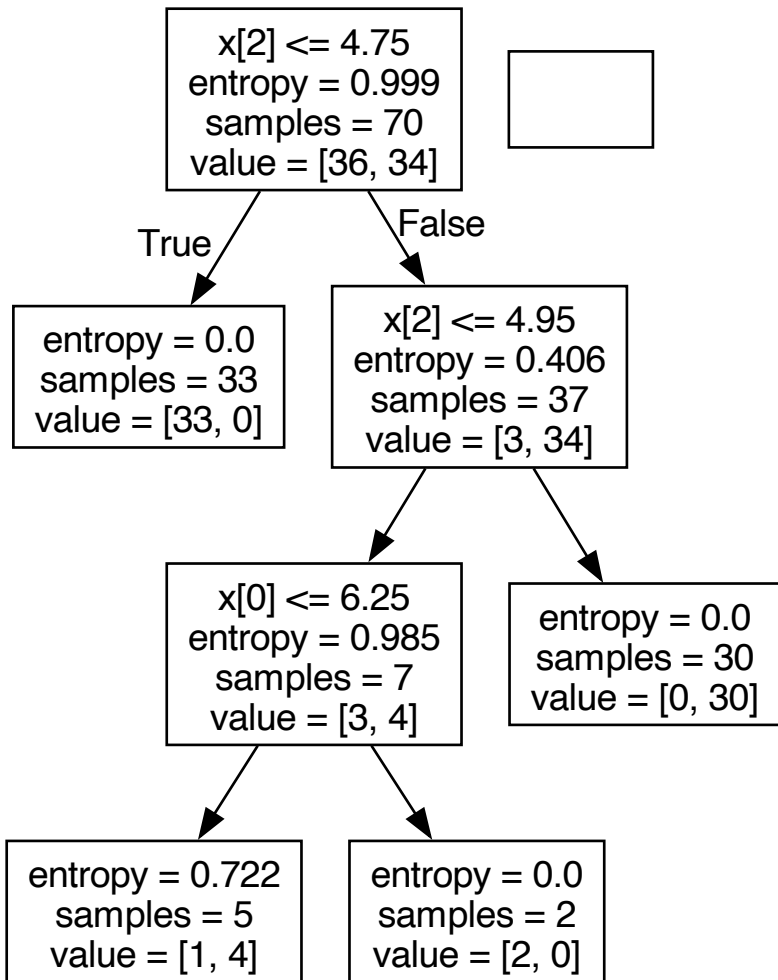 x[2] <= 4.75
entropy = 0.999
samples = 70
value = [36, 34]
True
False
entropy = 0.0
samples = 33
value = [33, 0]
x[2] <= 4.95
entropy = 0.406
samples = 37
value = [3, 34]
x[0] <= 6.25
entropy = 0.985
samples = 7
value = [3, 4]
entropy = 0.0
samples = 30
value = [0, 30]
entropy = 0.722
samples = 5
value = [1, 4]
entropy = 0.0
samples = 2
value = [2, 0]